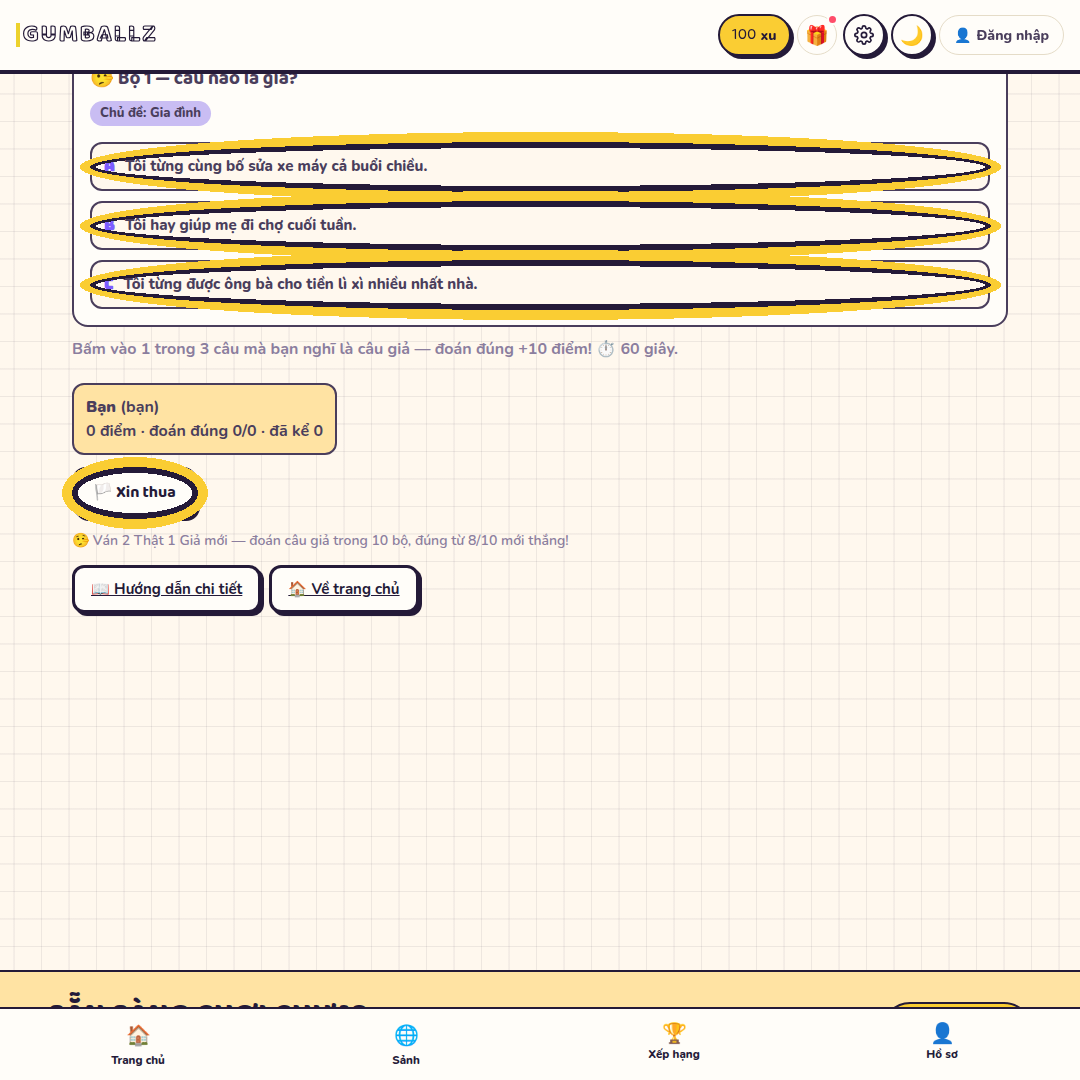 GUMBALLZ
100 xu
Đăng nhập
Bộ 1 — câu nào là giả?
Chủ đề: Gia đình
A Tôi từng cùng bố sửa xe máy cả buổi chiều.
B Tôi hay giúp mẹ đi chợ cuối tuần.
C Tôi từng được ông bà cho tiền lì xì nhiều nhất nhà.
Bấm vào 1 trong 3 câu mà bạn nghĩ là câu giả — đoán đúng +10 điểm! ⏱️ 60 giây.
Bạn (bạn)
0 điểm · đoán đúng 0/0 · đã kể 0
Xin thua
Ván 2 Thật 1 Giả mới — đoán câu giả trong 10 bộ, đúng từ 8/10 mới thắng!
Hướng dẫn chi tiết
Về trang chủ
Trang chủ
Sảnh
Xếp hạng
Hồ sơ